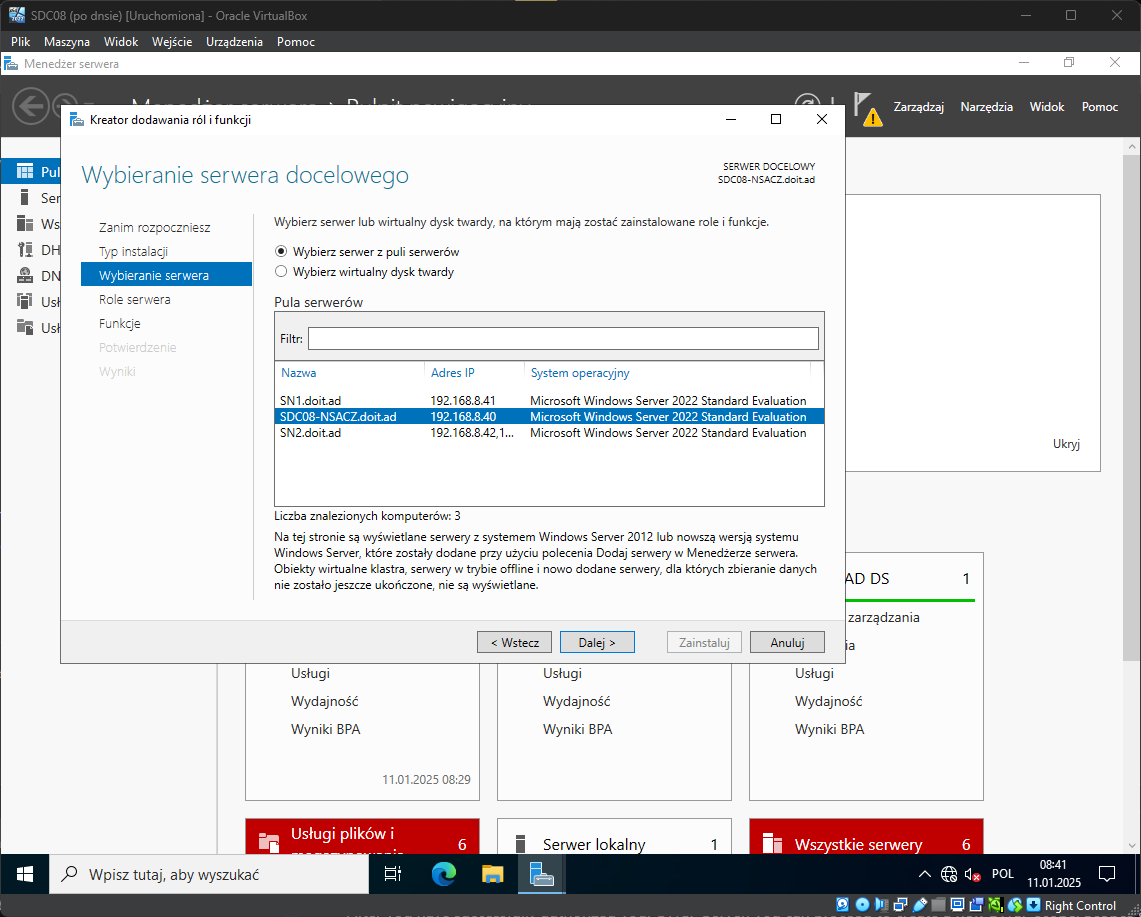 SDC08 (po dnsie) [Uruchomiona] - Oracle VirtualBox
Plik Maszyna Widok Wejście Urządzenia Pomoc
Menedżer serwera
Zarządzaj Narzędzia Widok Pomoc
Kreator dodawania ról i funkcji
Wybieranie serwera docelowego
SERWER DOCELOWY
SDC08-NSACZ.doit.ad
Pul
Ser
Ws
DH
DN
Usł
Usł
Zanim rozpoczniesz
Typ instalacji
Wybieranie serwera
Role serwera
Funkcje
Potwierdzenie
Wyniki
Wybierz serwer lub wirtualny dysk twardy, na którym mają zostać zainstalowane role i funkcje.
Wybierz serwer z puli serwerów
Wybierz wirtualny dysk twardy
Pula serwerów
Filtr:
Nazwa Adres IP System operacyjny
SN1.doit.ad 192.168.8.41 Microsoft Windows Server 2022 Standard Evaluation
SDC08-NSACZ.doit.ad 192.168.8.40 Microsoft Windows Server 2022 Standard Evaluation
SN2.doit.ad 192.168.8.42,1... Microsoft Windows Server 2022 Standard Evaluation
Liczba znalezionych komputerów: 3
Na tej stronie są wyświetlane serwery z systemem Windows Server 2012 lub nowszą wersją systemu
Windows Server, które zostały dodane przy użyciu polecenia Dodaj serwery w Menedżerze serwera.
Obiekty wirtualne klastra, serwery w trybie offline i nowo dodane serwery, dla których zbieranie danych
nie zostało jeszcze ukończone, nie są wyświetlane.
< Wstecz Dalej > Zainstaluj Anuluj
Ukryj
AD DS 1
zarządzania
ia
Usługi
Wydajność
Wyniki BPA
11.01.2025 08:29
Usługi
Wydajność
Wyniki BPA
Usługi
Wydajność
Wyniki BPA
Usługi plików i
6
Serwer lokalny 1
Wszystkie serwery 6
Wpisz tutaj, aby wyszukać
POL
08:41
11.01.2025
Right Control